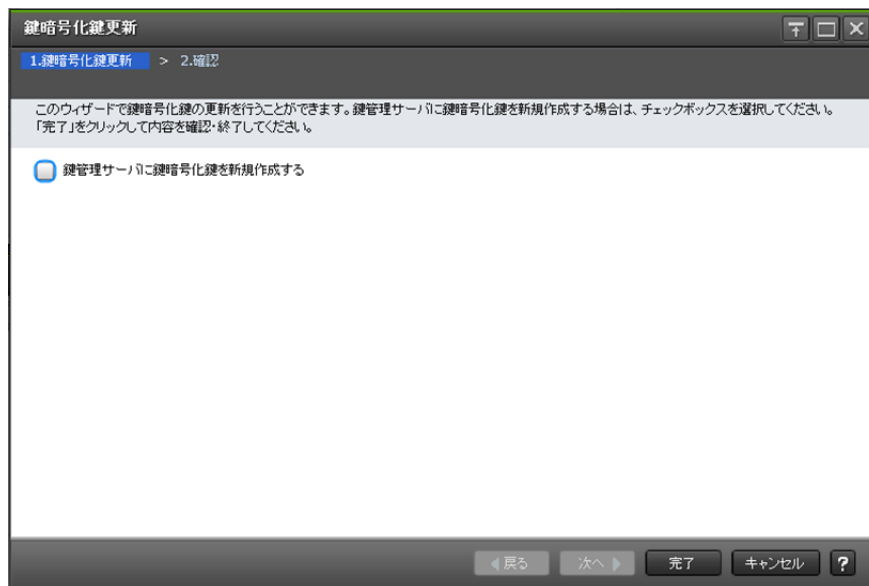 鍵暗号化鍵更新
1.鍵暗号化鍵更新 > 2.確認
このウィザードで鍵暗号化鍵の更新を行うことができます。鍵管理サーバに鍵暗号化鍵を新規作成する場合は、チェックボックスを選択してください。
「完了」をクリックして内容を確認・終了してください。
鍵管理サーバに鍵暗号化鍵を新規作成する
戻る 次へ 完了 キャンセル ?